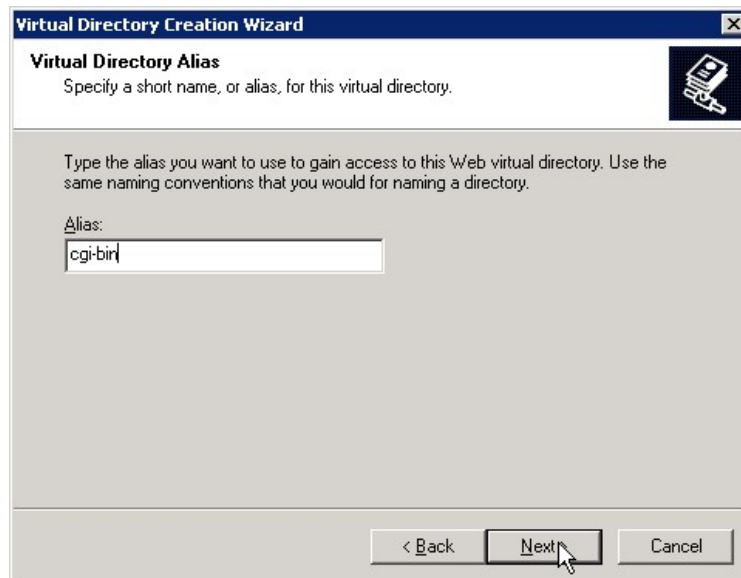 Virtual Directory Creation Wizard
Virtual Directory Alias
Specify a short name, or alias, for this virtual directory.
Type the alias you want to use to gain access to this Web virtual directory. Use the
same naming conventions that you would for naming a directory.
Alias:
cgi-bin
< Back Next > Cancel